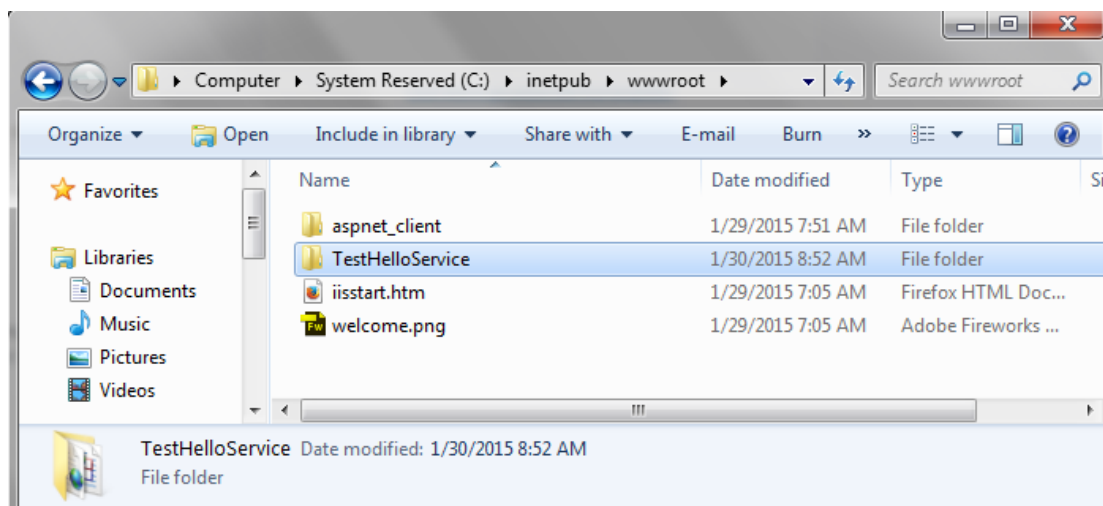 Computer System Reserved (C:) inetpub wwwroot Search wwwroot
Organize Open Include in library Share with E-mail Burn »
Favorites
Libraries
Documents
Music
Pictures
Videos
Name Date modified Type Si
aspnet_client 1/29/2015 7:51 AM File folder
TestHelloService 1/30/2015 8:52 AM File folder
iisstart.htm 1/29/2015 7:05 AM Firefox HTML Doc...
Fw welcome.png 1/29/2015 7:05 AM Adobe Fireworks ...
TestHelloService Date modified: 1/30/2015 8:52 AM
File folder